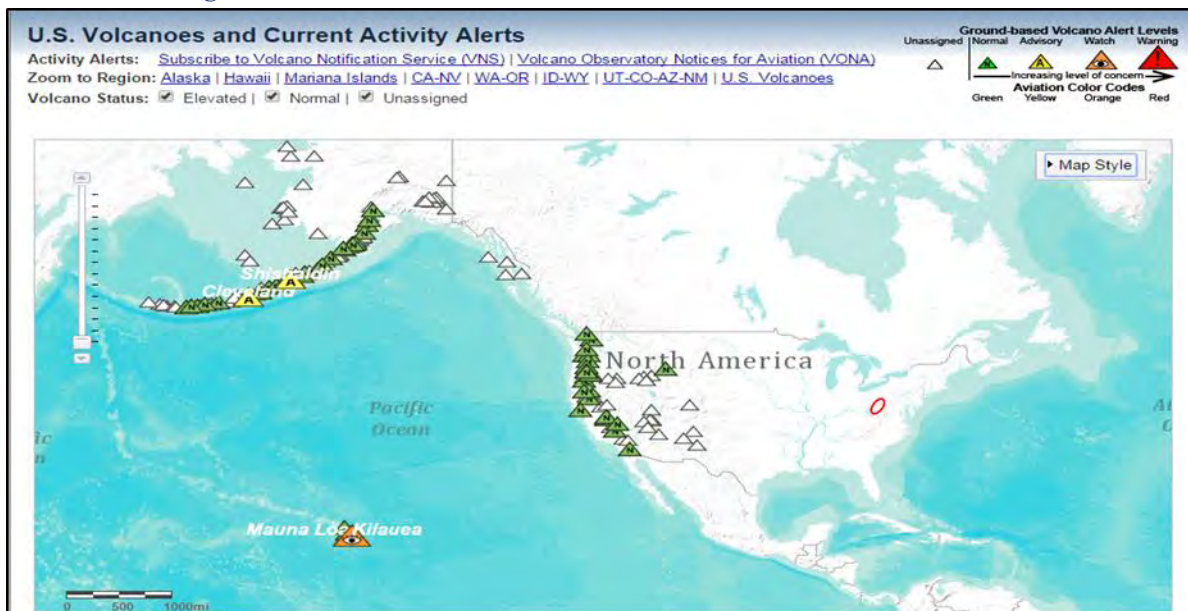 U.S. Volcanoes and Current Activity Alerts
Activity Alerts: Subscribe to Volcano Notification Service (VNS) | Volcano Observatory Notices for Aviation (VONA)
Zoom to Region: Alaska | Hawaii | Mariana Islands | CA-NV | WA-OR | ID-WY | UT-CO-AZ-NM | U.S. Volcanoes
Volcano Status: Elevated | Normal | Unassigned
Ground-based Volcano Alert Levels
Unassigned Normal Advisory Watch Warning
N A !
Increasing level of concern
Aviation Color Codes
Green Yellow Orange Red
Map Style
Shishaldin
Cleveland
A
A
North America
Pacific
Ocean
Mauna Loa Kilauea
0 500 1000mi